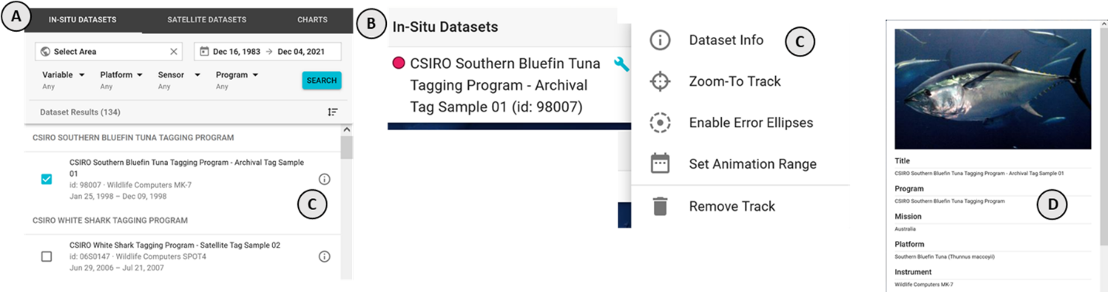 A
IN-SITU DATASETS
SATELLITE DATASETS
CHARTS
Select Area
Dec 16, 1983 → Dec 04, 2021
Variable
Platform
Sensor
Program
Any
Any
Any
Any
SEARCH
Dataset Results (134)
CSIRO SOUTHERN BLUEFIN TUNA TAGGING PROGRAM
CSIRO Southern Bluefin Tuna Tagging Program - Archival Tag Sample
01
id: 98007 · Wildlife Computers MK-7
Jan 25, 1998 – Dec 09, 1998
C
CSIRO WHITE SHARK TAGGING PROGRAM
CSIRO White Shark Tagging Program - Satellite Tag Sample 02
id: 06S0147 · Wildlife Computers SPOT4
Jun 29, 2006 – Jul 21, 2007
B
In-Situ Datasets
CSIRO Southern Bluefin Tuna
Tagging Program - Archival
Tag Sample 01 (id: 98007)
Dataset Info
C
Zoom-To Track
Enable Error Ellipses
Set Animation Range
Remove Track
Title
CSIRO Southern Bluefin Tuna Tagging Program - Archival Tag Sample 01
Program
CSIRO Southern Bluefin Tuna Tagging Program
D
Mission
Australia
Platform
Southern Bluefin Tuna (Thunnus maccoyii)
Instrument
Wildlife Computers MK-7